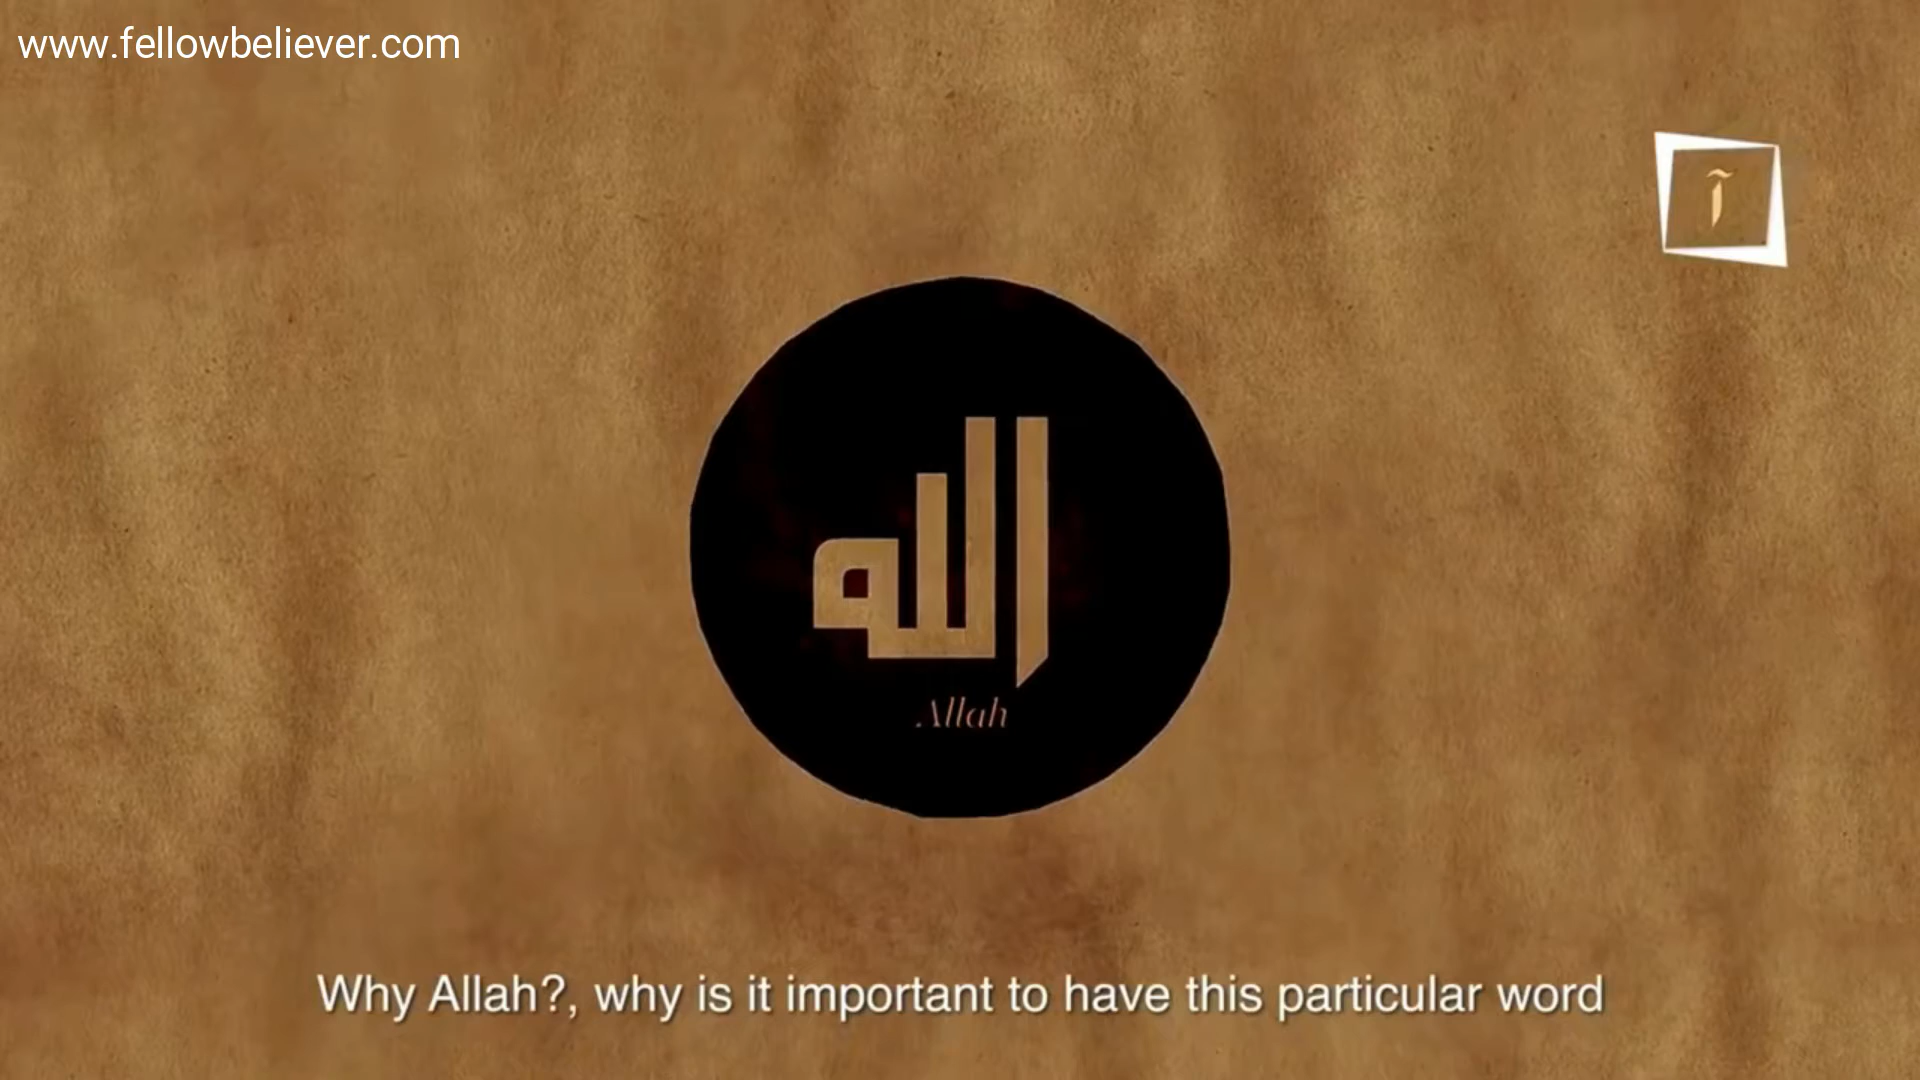 www.fellowbeliever.com
آ
الله
Allah
Why Allah?, why is it important to have this particular word